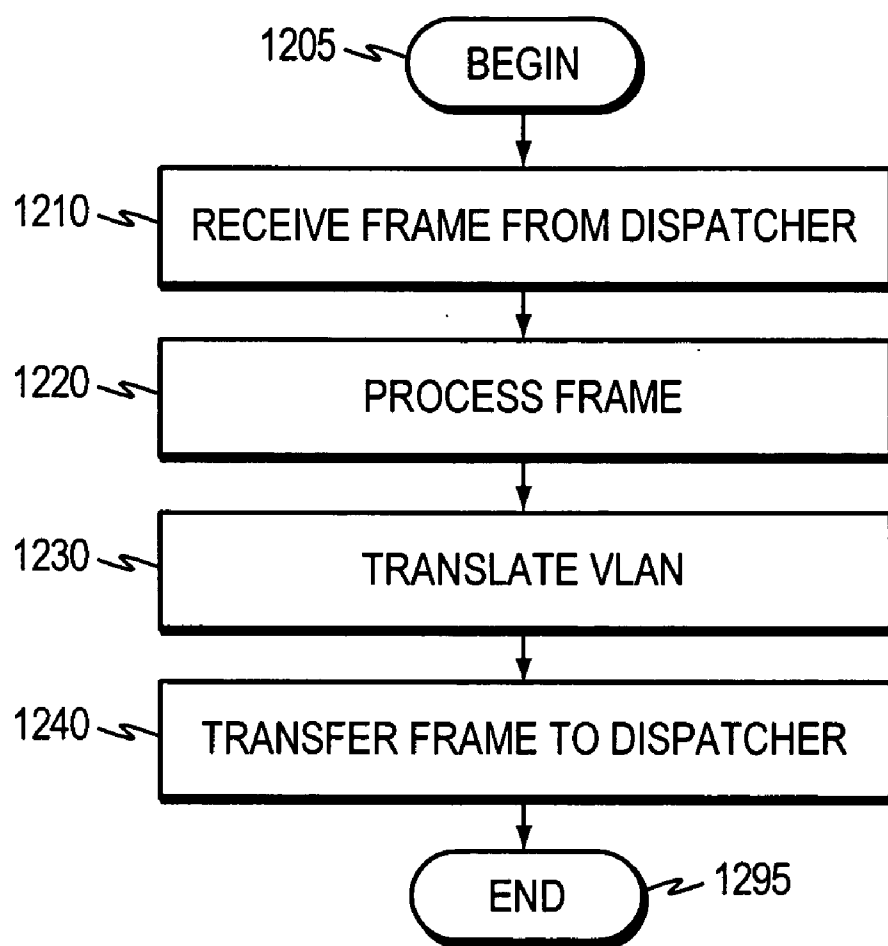 1205 BEGIN
1210 RECEIVE FRAME FROM DISPATCHER
1220 PROCESS FRAME
1230 TRANSLATE VLAN
1240 TRANSFER FRAME TO DISPATCHER
END 1295